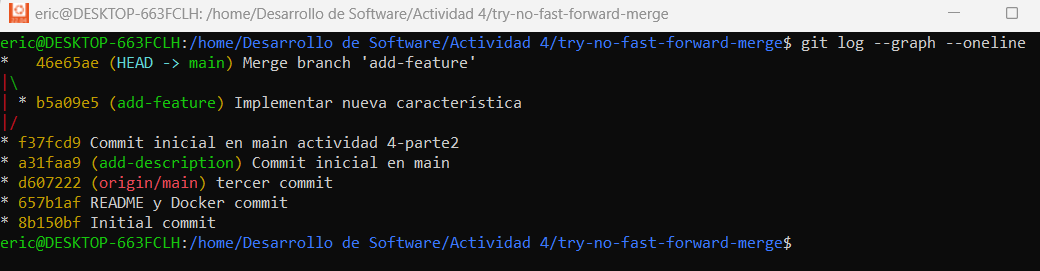 eric@DESKTOP-663FCLH: /home/Desarrollo de Software/Actividad 4/try-no-fast-forward-merge
eric@DESKTOP-663FCLH:/home/Desarrollo de Software/Actividad 4/try-no-fast-forward-merge$ git log --graph --oneline
*   46e65ae (HEAD -> main) Merge branch 'add-feature'
|\
| * b5a09e5 (add-feature) Implementar nueva característica
|/
* f37fcd9 Commit inicial en main actividad 4-parte2
* a31faa9 (add-description) Commit inicial en main
* d607222 (origin/main) tercer commit
* 657b1af README y Docker commit
* 8b150bf Initial commit
eric@DESKTOP-663FCLH:/home/Desarrollo de Software/Actividad 4/try-no-fast-forward-merge$